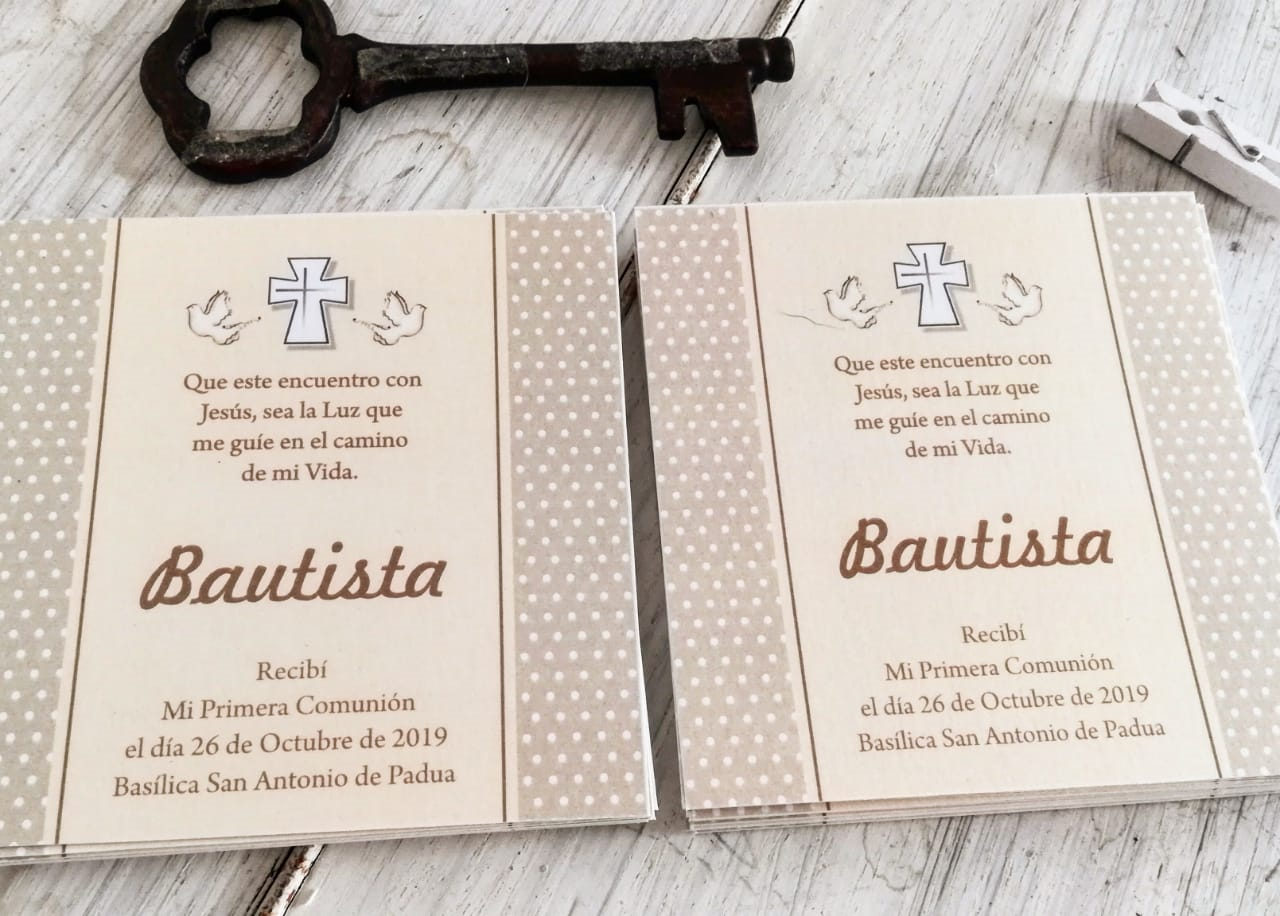 Que este encuentro con
Jesús, sea la Luz que
me guíe en el camino
de mi Vida.
Bautista
Recibí
Mi Primera Comunión
el día 26 de Octubre de 2019
Basílica San Antonio de Padua
Que este encuentro con
Jesús, sea la Luz que
me guíe en el camino
de mi Vida.
Bautista
Recibí
Mi Primera Comunión
el día 26 de Octubre de 2019
Basílica San Antonio de Padua